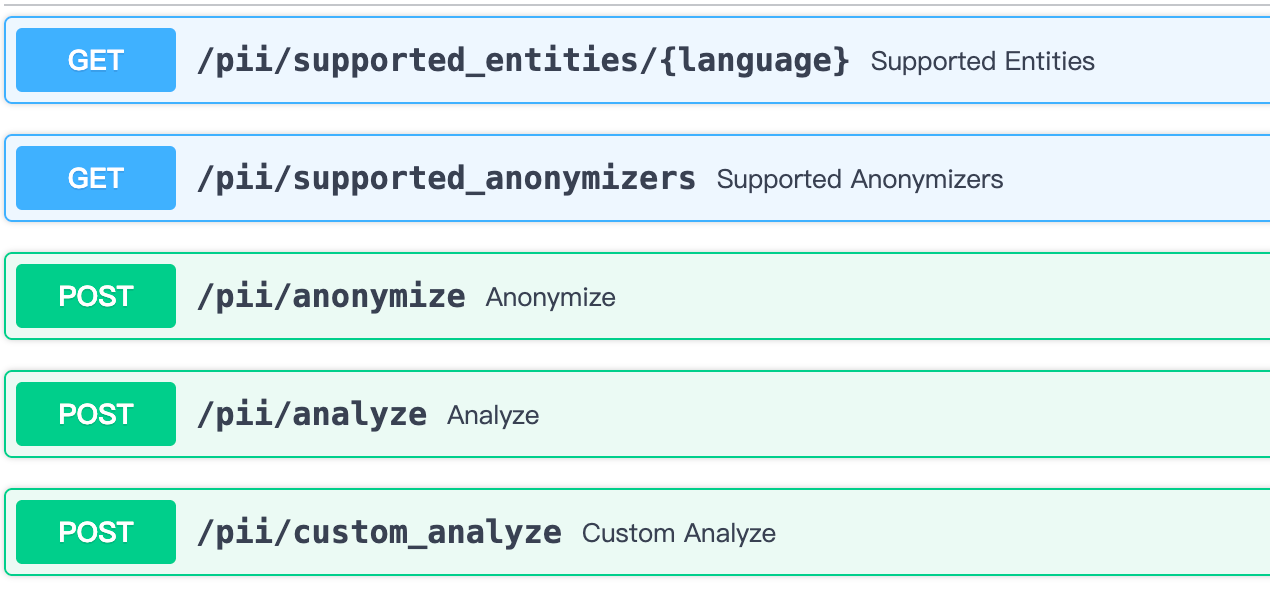 GET /pii/supported_entities/{language} Supported Entities
GET /pii/supported_anonymizers Supported Anonymizers
POST /pii/anonymize Anonymize
POST /pii/analyze Analyze
POST /pii/custom_analyze Custom Analyze